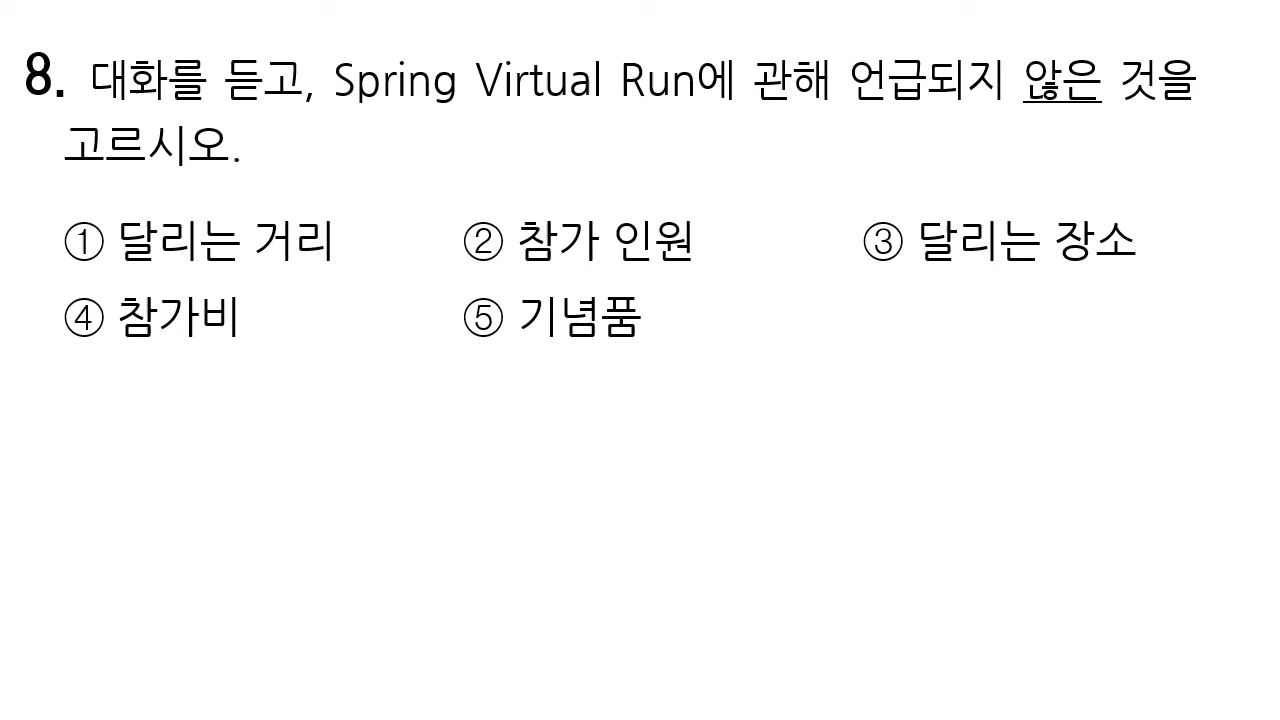 8. 대화를 듣고, Spring Virtual Run에 관해 언급되지 않은 것을
고르시오.
① 달리는 거리 ② 참가 인원 ③ 달리는 장소
④ 참가비 ⑤ 기념품